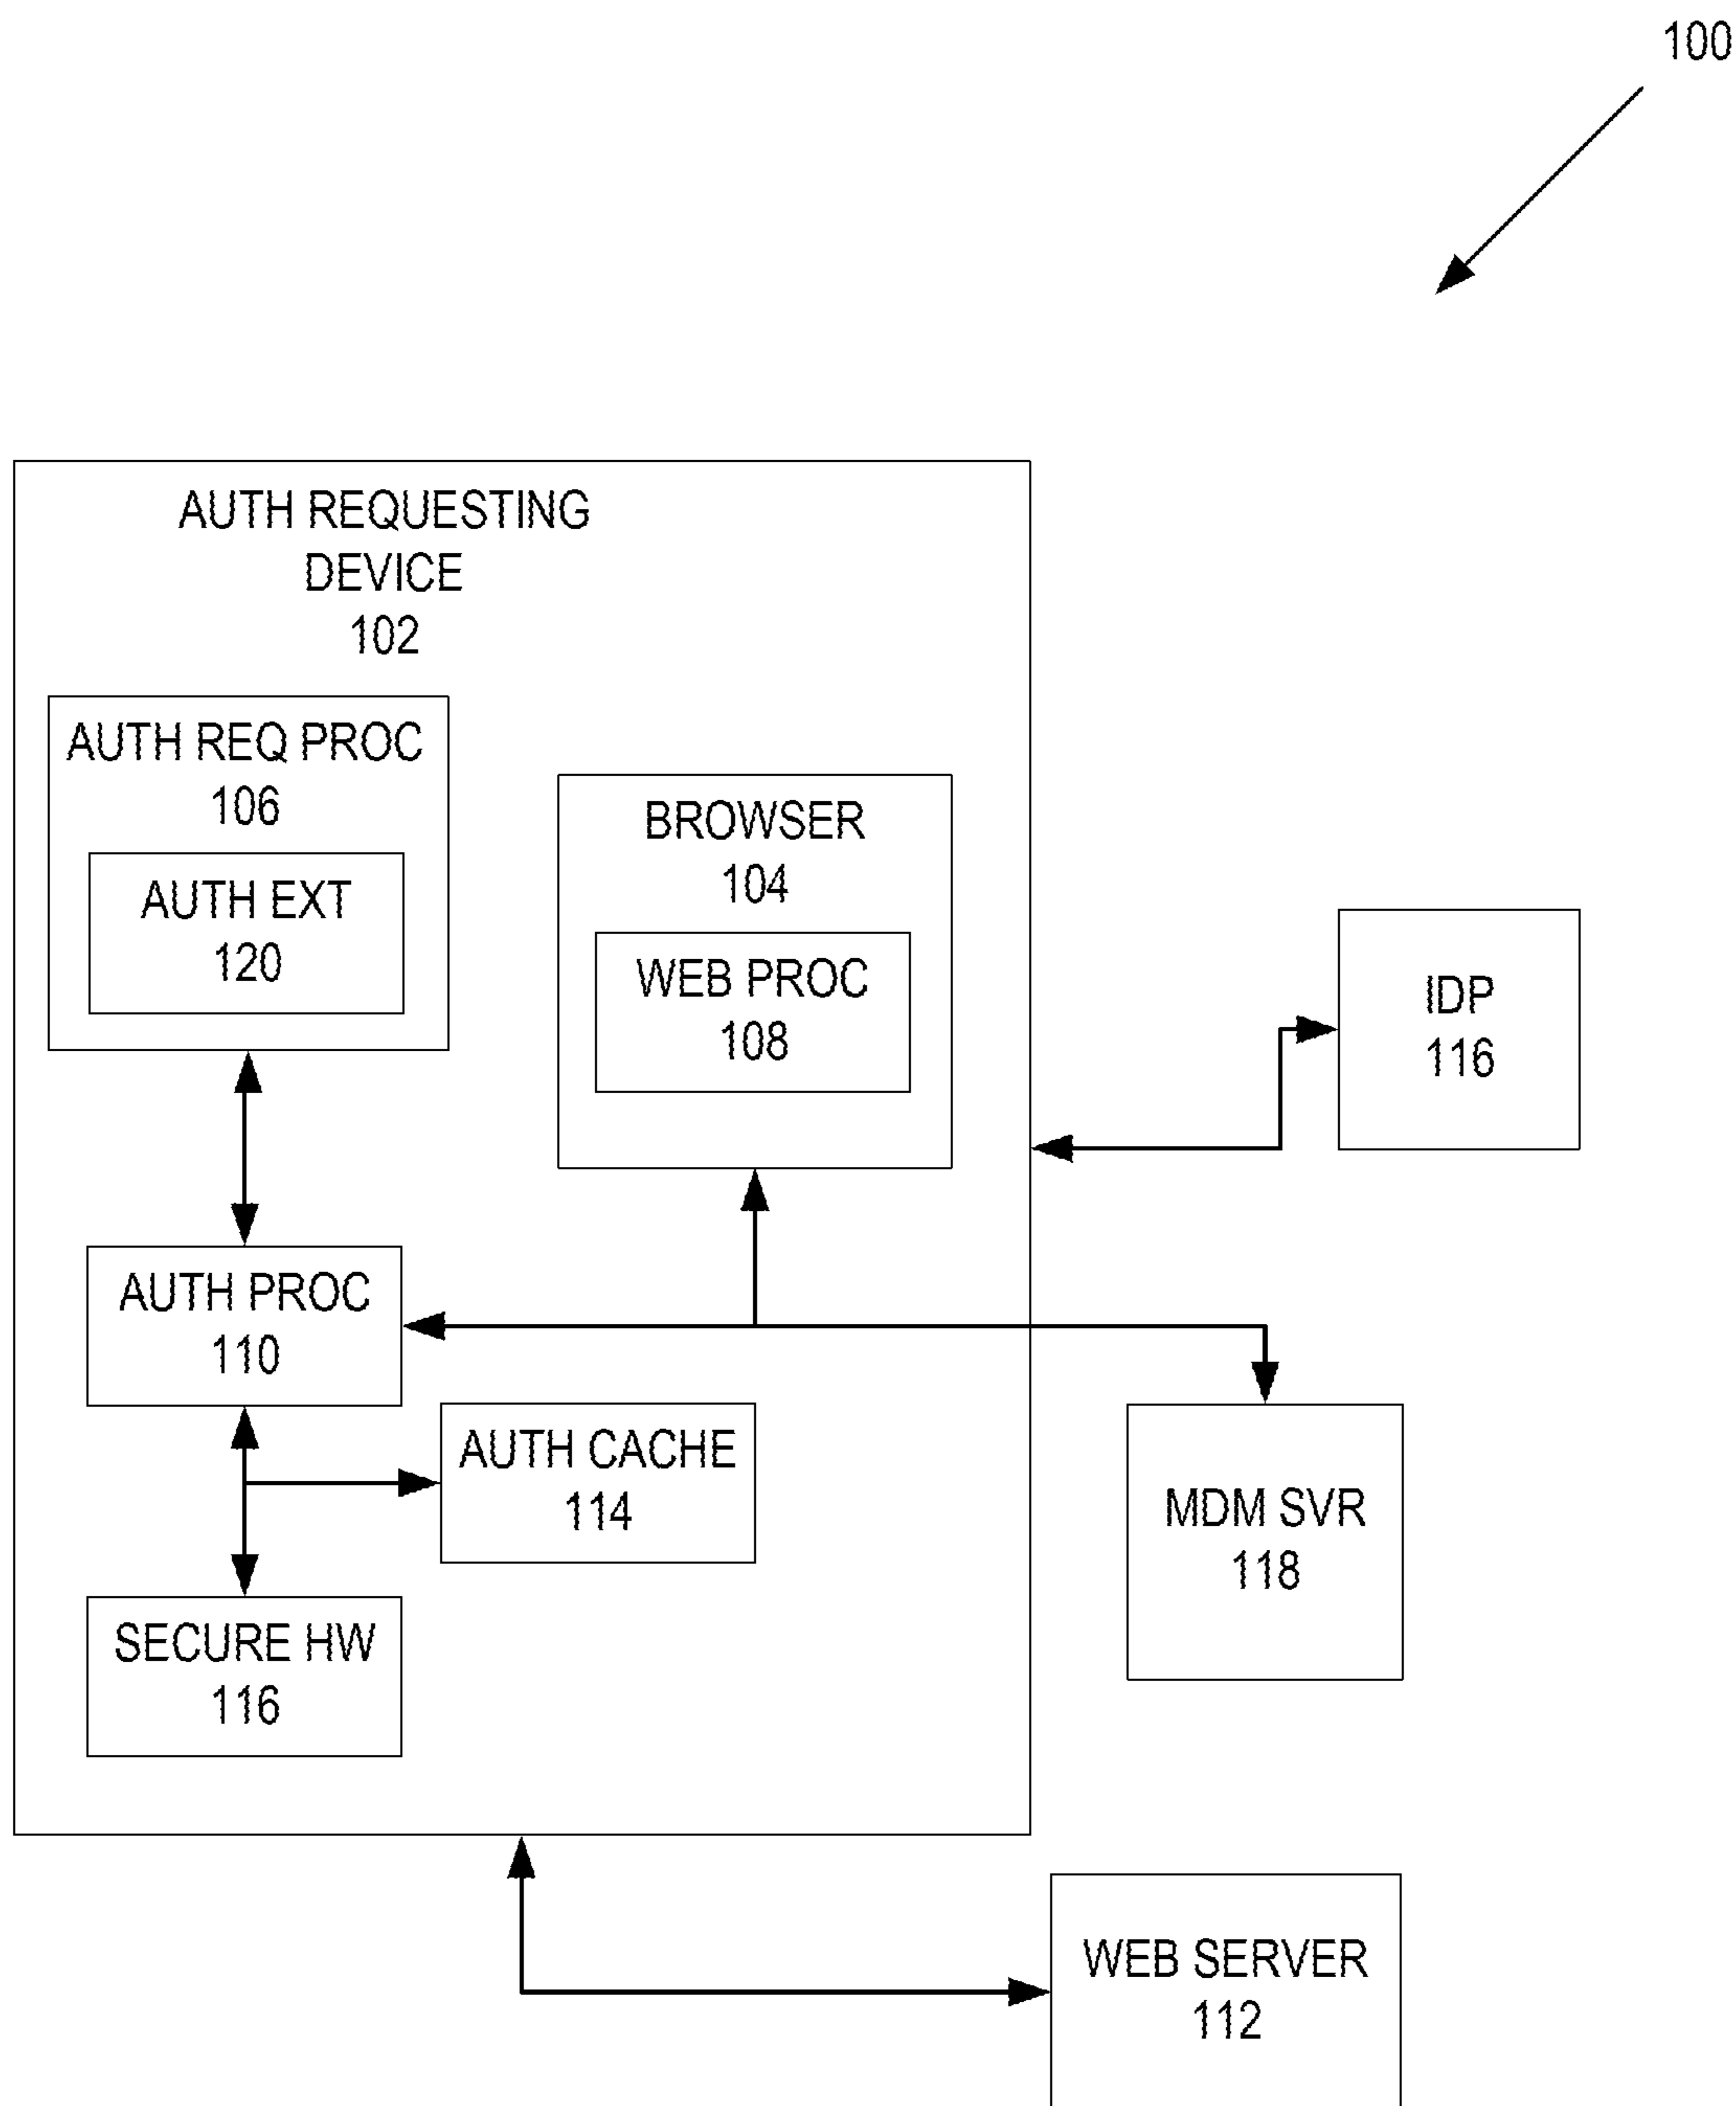 100
AUTH REQUESTING
DEVICE
102
AUTH REQ PROC
106
AUTH EXT
120
BROWSER
104
WEB PROC
108
IDP
116
AUTH PROC
110
AUTH CACHE
114
MDM SVR
118
SECURE HW
116
WEB SERVER
112